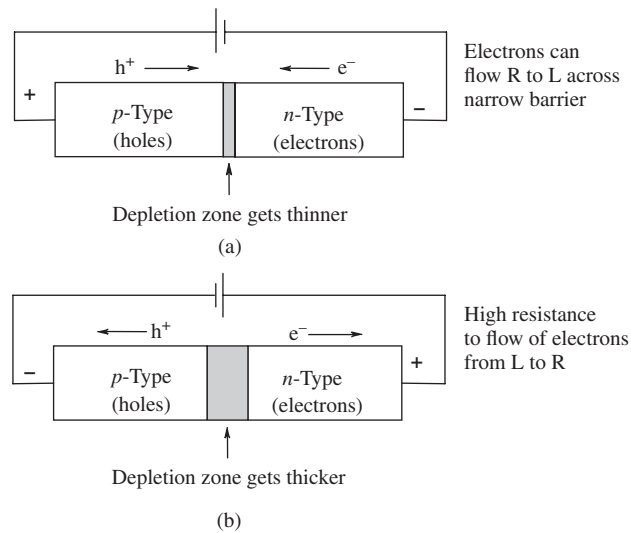 h⁺
e⁻
Electrons can
flow R to L across
narrow barrier
+
p-Type
(holes)
n-Type
(electrons)
–
Depletion zone gets thinner
(a)
h⁺
e⁻
High resistance
to flow of electrons
from L to R
–
p-Type
(holes)
n-Type
(electrons)
+
Depletion zone gets thicker
(b)